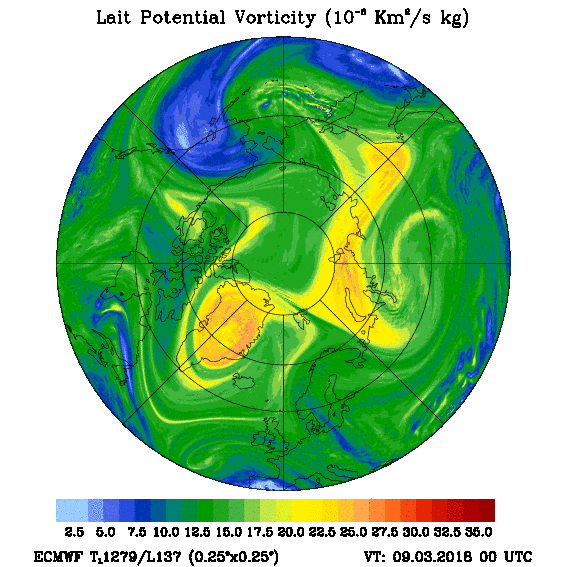 Lait Potential Vorticity (10⁻⁶ Km²/s kg)
2.5 5.0 7.5 10.0 12.5 15.0 17.5 20.0 22.5 25.0 27.5 30.0 32.5 35.0
ECMWF T_L1279/L137 (0.25°x0.25°) VT: 09.03.2018 00 UTC